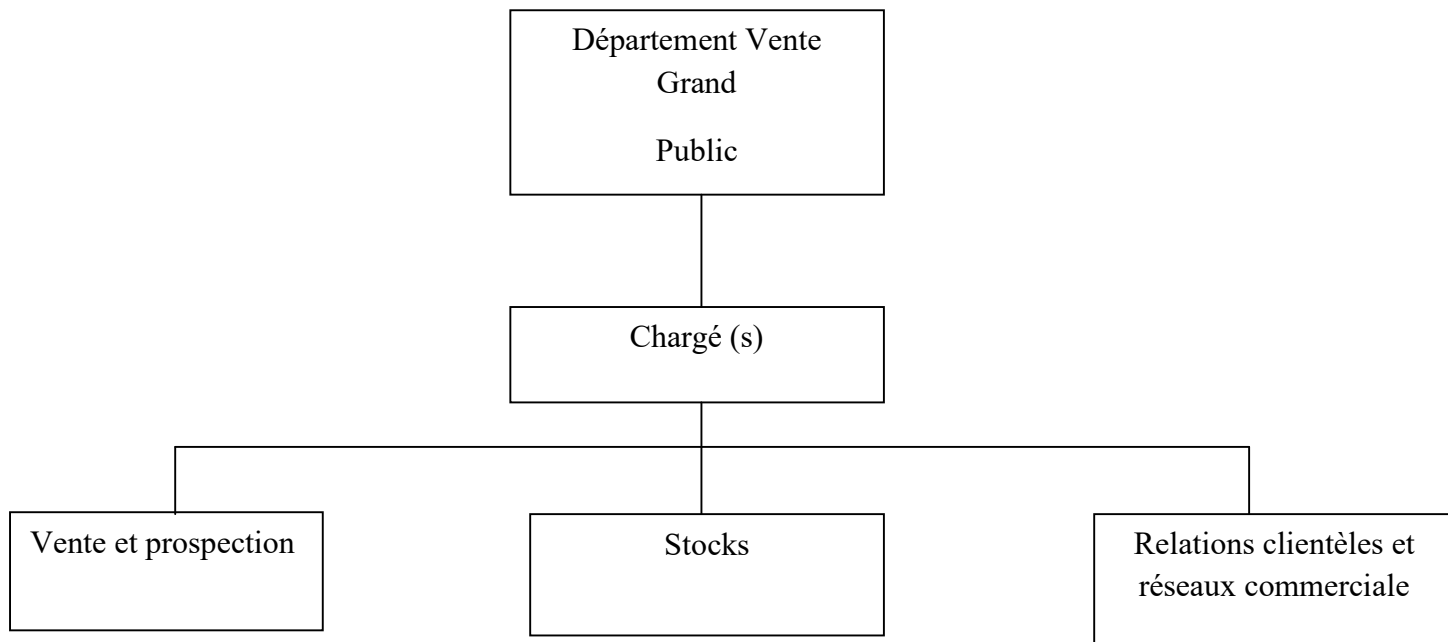 Département Vente
Grand
Public
Chargé (s)
Vente et prospection
Stocks
Relations clientèles et
réseaux commerciale